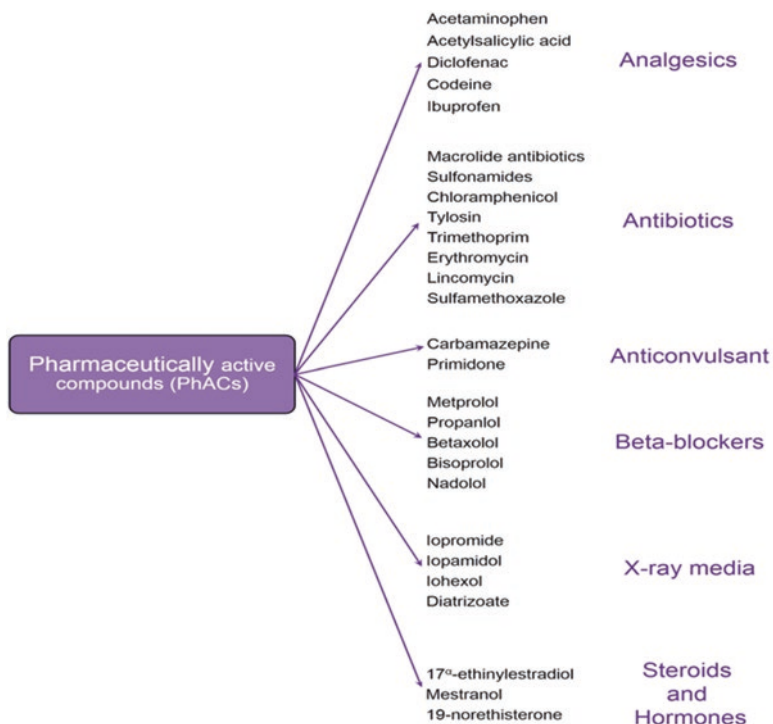 Acetaminophen
Acetylsalicylic acid
Diclofenac
Codeine
Ibuprofen
Analgesics
Macrolide antibiotics
Sulfonamides
Chloramphenicol
Tylosin
Trimethoprim
Erythromycin
Lincomycin
Sulfamethoxazole
Antibiotics
Pharmaceutically active
compounds (PhACs)
Carbamazepine
Primidone
Anticonvulsant
Metprolol
Propanlol
Betaxolol
Bisoprolol
Nadolol
Beta-blockers
Iopromide
Iopamidol
Iohexol
Diatrizoate
X-ray media
17ᵅ-ethinylestradiol
Mestranol
19-norethisterone
Steroids
and
Hormones